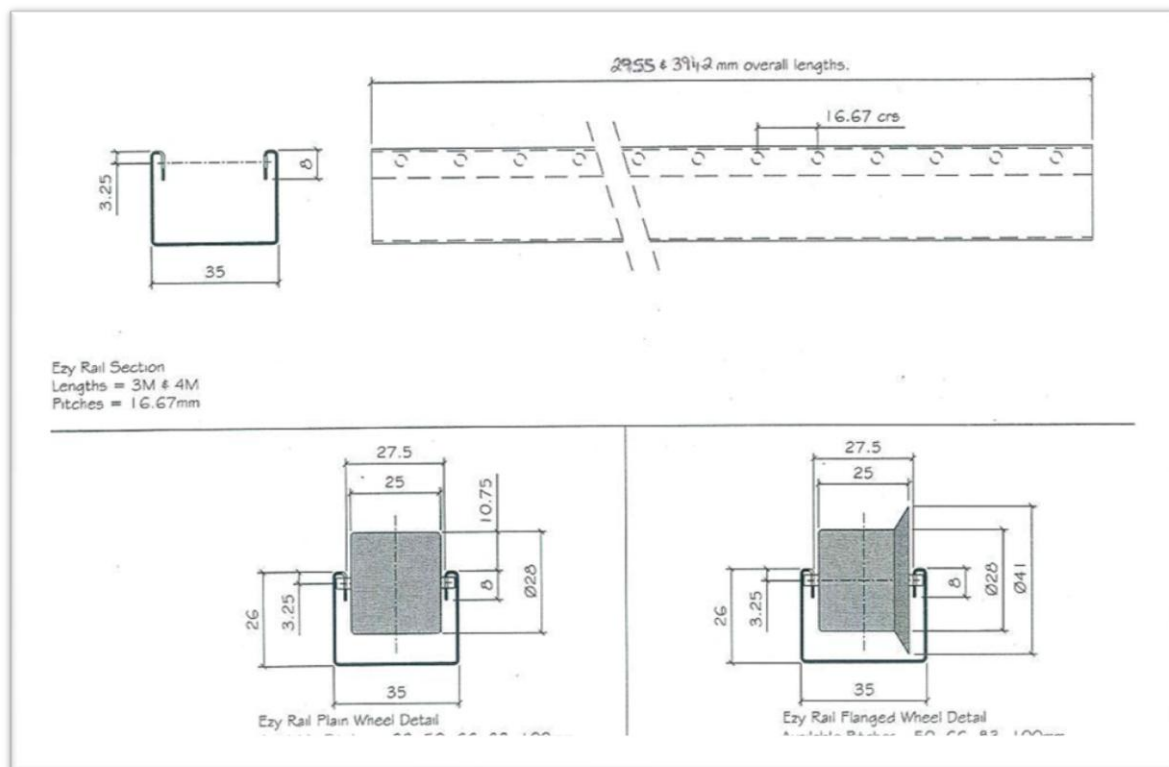 2955 & 3942 mm overall lengths.
16.67 crs
3.25
8
35
Ezy Rail Section
Lengths = 3M & 4M
Pitches = 16.67mm
27.5
25
10.75
26
3.25
8
Ø28
35
Ezy Rail Plain Wheel Detail
27.5
25
26
3.25
8
Ø28
Ø41
35
Ezy Rail Flanged Wheel Detail